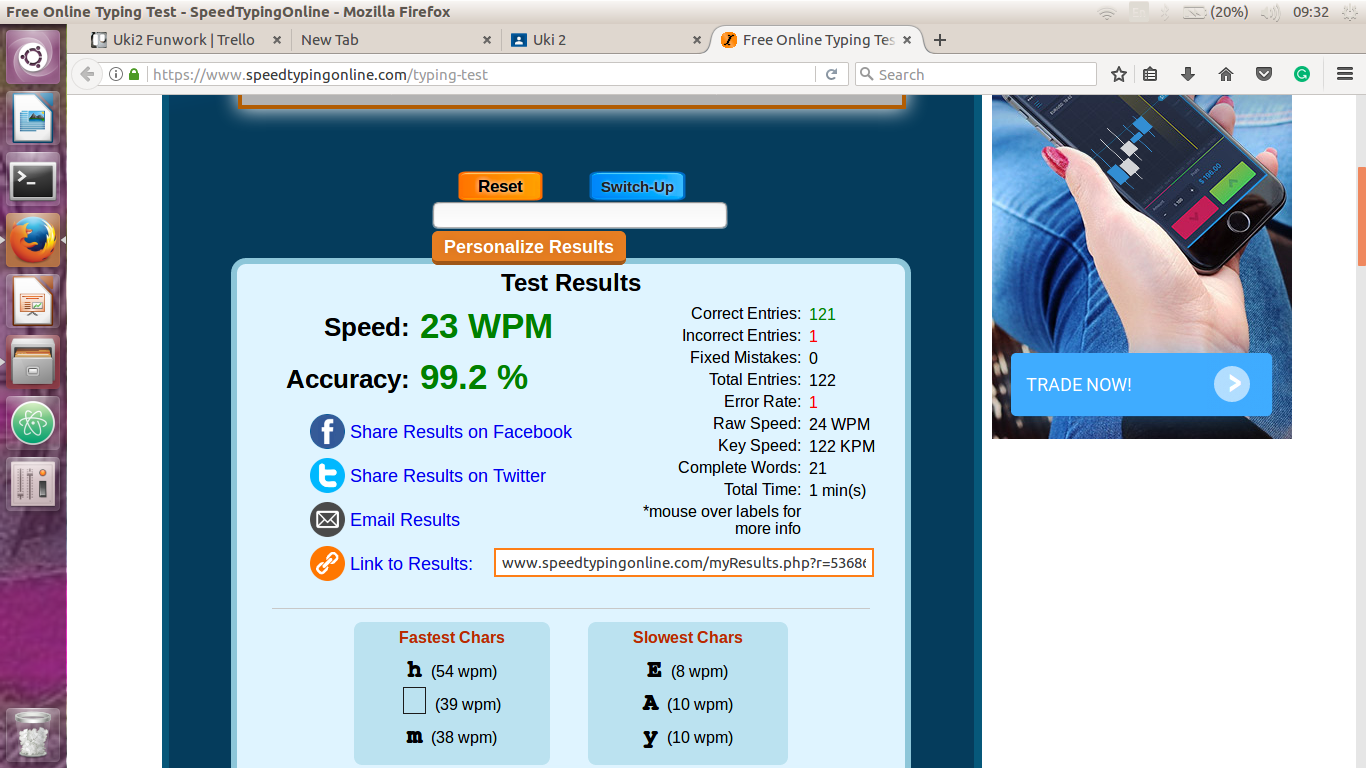 Free Online Typing Test - SpeedTypingOnline - Mozilla Firefox
(20%) 09:32
Uki2 Funwork | Trello
New Tab
Uki 2
Free Online Typing Tes
https://www.speedtypingonline.com/typing-test
Search
Reset
Switch-Up
Personalize Results
Test Results
Speed: 23 WPM
Accuracy: 99.2 %
Share Results on Facebook
Share Results on Twitter
Email Results
Link to Results: www.speedtypingonline.com/myResults.php?r=5368
Correct Entries: 121
Incorrect Entries: 1
Fixed Mistakes: 0
Total Entries: 122
Error Rate: 1
Raw Speed: 24 WPM
Key Speed: 122 KPM
Complete Words: 21
Total Time: 1 min(s)
*mouse over labels for
more info
Fastest Chars
h (54 wpm)
(39 wpm)
m (38 wpm)
Slowest Chars
E (8 wpm)
A (10 wpm)
y (10 wpm)
$ 196.00
TRADE NOW!